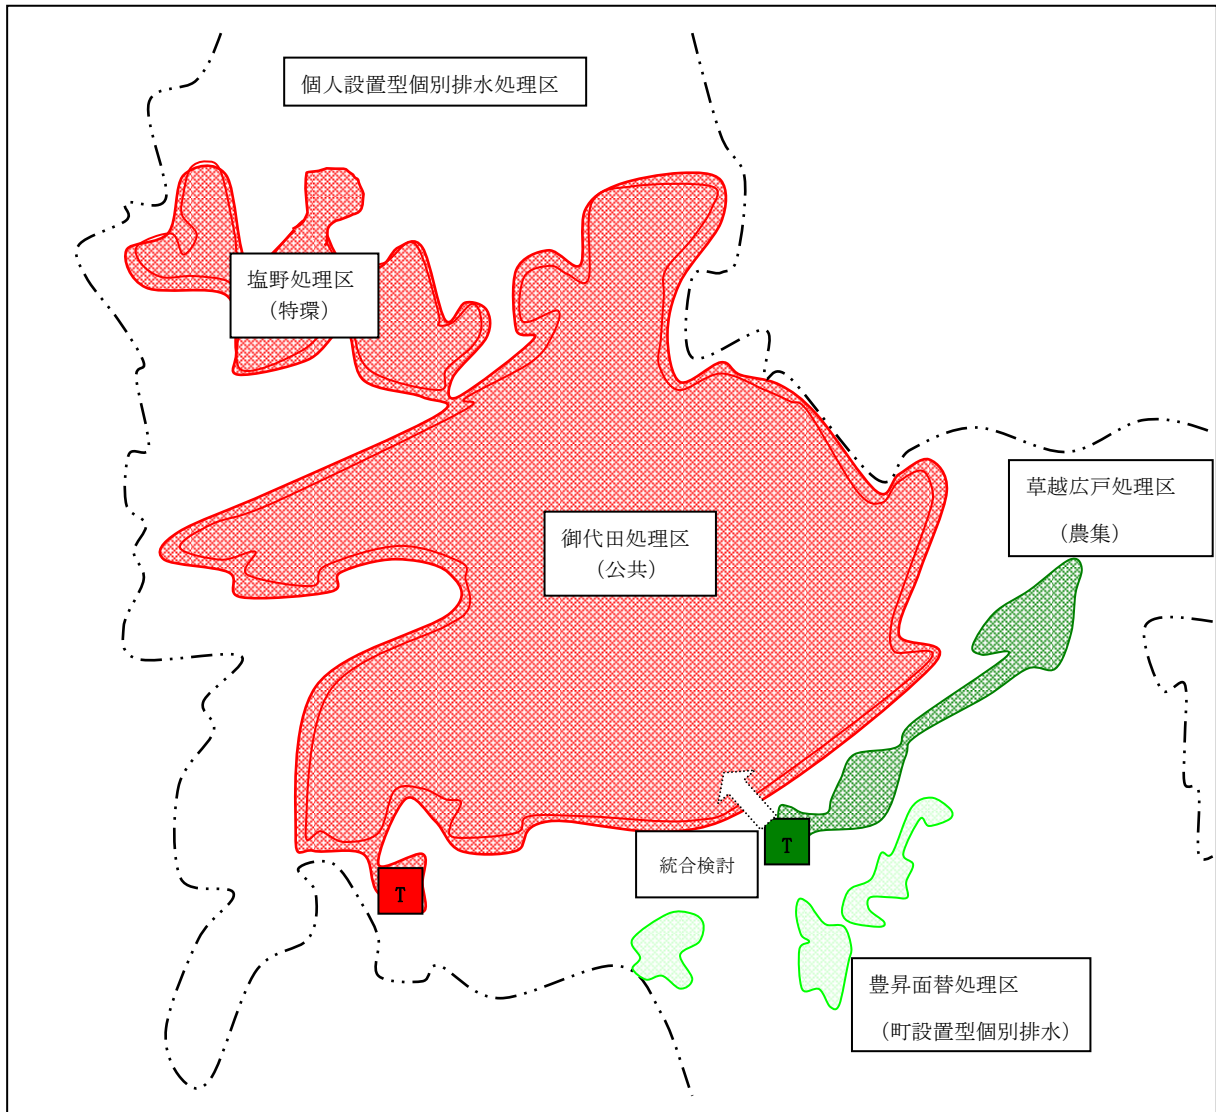 個人設置型個別排水処理区
塩野処理区
(特環)
草越広戸処理区
(農集)
御代田処理区
(公共)
統合検討
T
T
豊昇面替処理区
(町設置型個別排水)